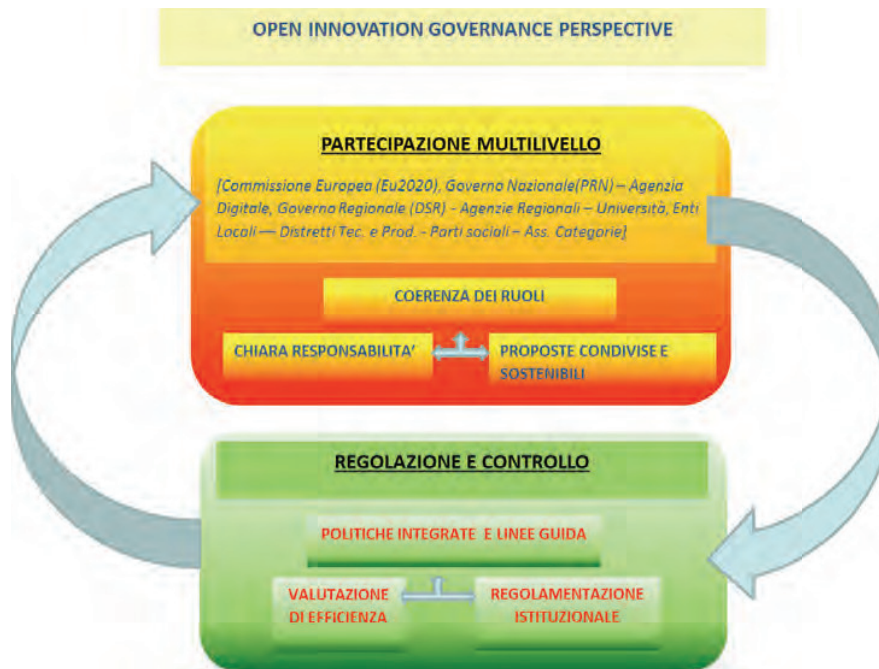 OPEN INNOVATION GOVERNANCE PERSPECTIVE
PARTECIPAZIONE MULTILIVELLO
[Commissione Europea (Eu2020), Governo Nazionale(PRN) – Agenzia
Digitale, Governo Regionale (DSR) - Agenzie Regionali – Università, Enti
Locali — Distretti Tec. e Prod. - Parti sociali – Ass. Categorie]
COERENZA DEI RUOLI
CHIARA RESPONSABILITA'
PROPOSTE CONDIVISE E
SOSTENIBILI
REGOLAZIONE E CONTROLLO
POLITICHE INTEGRATE E LINEE GUIDA
VALUTAZIONE
DI EFFICIENZA
REGOLAMENTAZIONE
ISTITUZIONALE